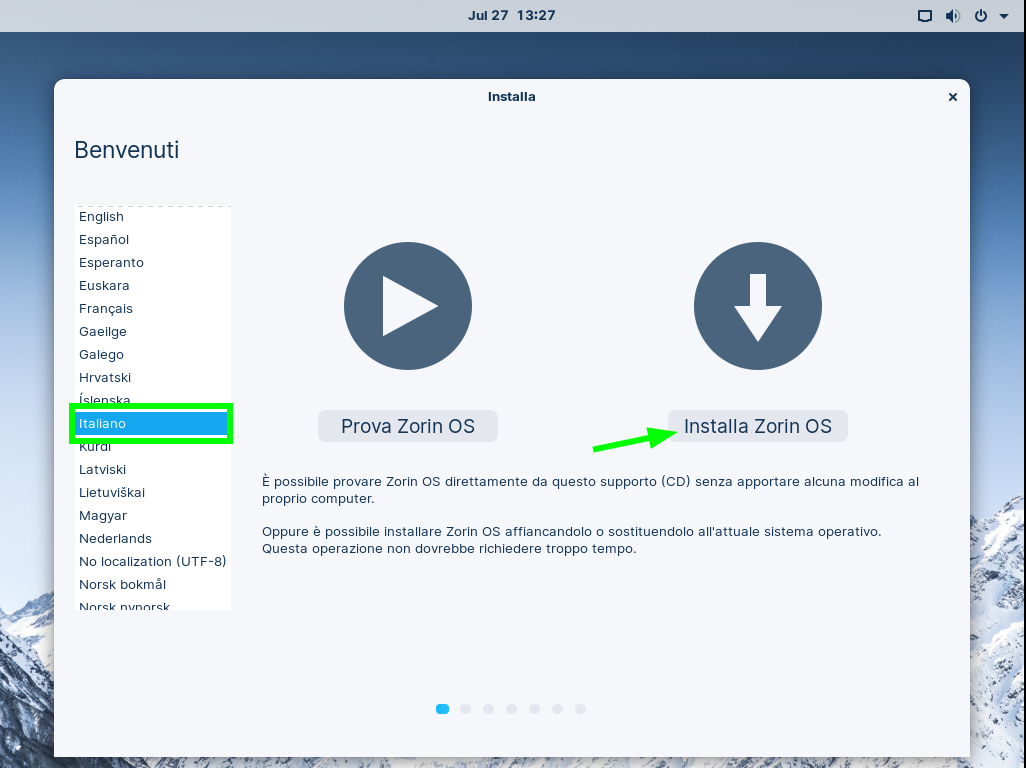 Jul 27 13:27
Installa
Benvenuti
English
Español
Esperanto
Euskara
Français
Gaeilge
Galego
Hrvatski
Íslenska
Italiano
Kurdî
Latviski
Lietuviškai
Magyar
Nederlands
No localization (UTF-8)
Norsk bokmål
Norsk nynorsk
Prova Zorin OS
Installa Zorin OS
È possibile provare Zorin OS direttamente da questo supporto (CD) senza apportare alcuna modifica al
proprio computer.
Oppure è possibile installare Zorin OS affiancandolo o sostituendolo all'attuale sistema operativo.
Questa operazione non dovrebbe richiedere troppo tempo.